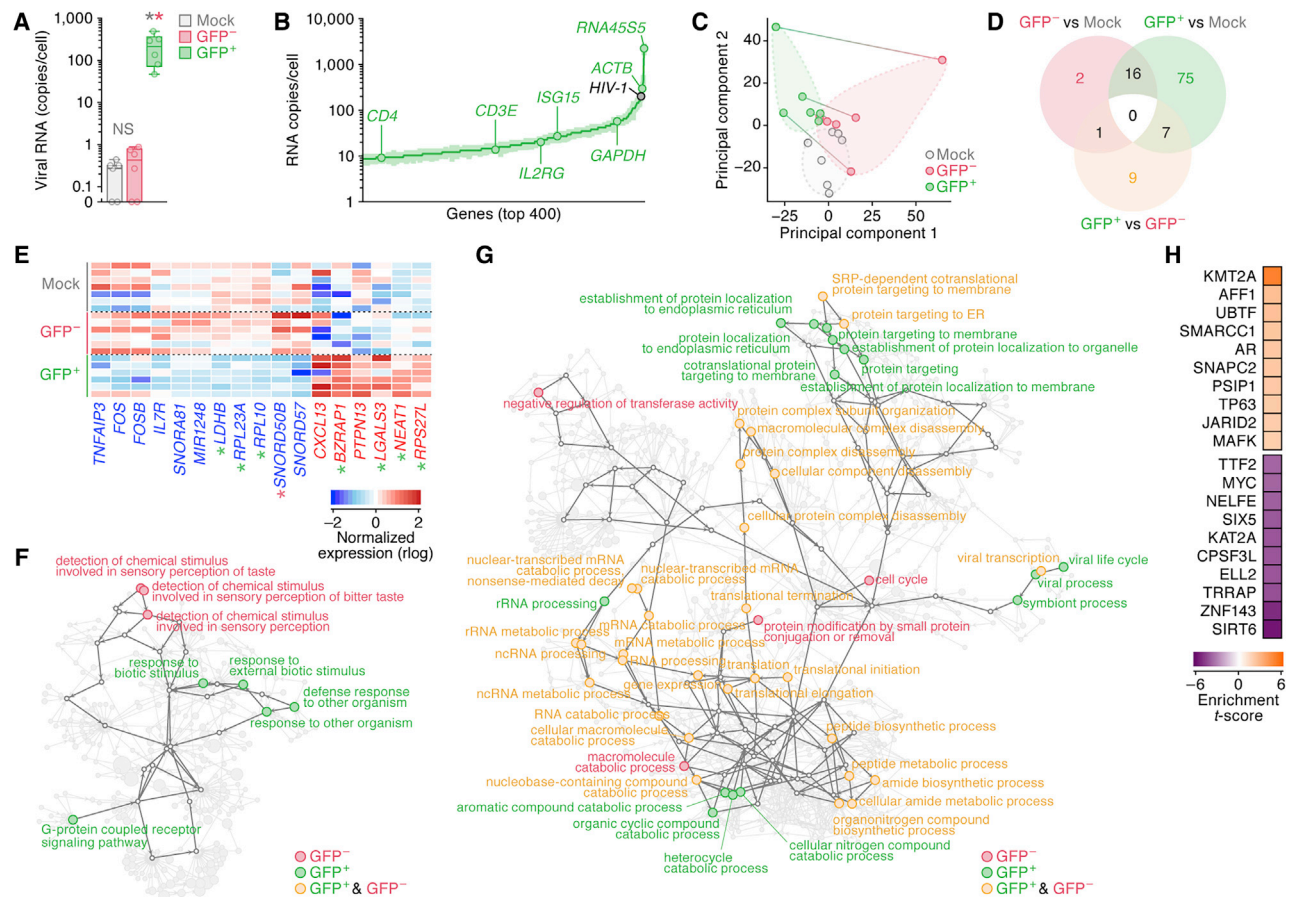 A
Viral RNA (copies/cell)
1,000
100
10
1
0.1
0
NS
**
Mock
GFP−
GFP+
B
RNA copies/cell
10,000
1,000
100
10
1
CD4
CD3E
ISG15
IL2RG
GAPDH
HIV-1
ACTB
RNA45S5
Genes (top 400)
C
Principal component 2
40
20
0
−20
−25
0
25
50
Principal component 1
Mock
GFP−
GFP+
D
GFP− vs Mock
GFP+ vs Mock
2
16
75
0
1
7
9
GFP+ vs GFP−
E
Mock
GFP−
GFP+
TNFAIP3
FOS
FOSB
IL7R
SNORA81
MIR1248
*LDHB
*RPL23A
*RPL10
*SNORD50B
SNORD57
CXCL13
*BZRAP1
PTPN13
*LGALS3
*NEAT1
*RPS27L
−2
0
2
Normalized
expression (rlog)
F
detection of chemical stimulus
involved in sensory perception of taste
detection of chemical stimulus
involved in sensory perception of bitter taste
detection of chemical stimulus
involved in sensory perception
response to
biotic stimulus
response to
external biotic stimulus
defense response
to other organism
response to other organism
G-protein coupled receptor
signaling pathway
GFP−
GFP+
GFP+ & GFP−
G
SRP-dependent cotranslational
protein targeting to membrane
establishment of protein localization
to endoplasmic reticulum
protein targeting to ER
protein targeting to membrane
protein localization
to endoplasmic reticulum
establishment of protein localization to organelle
cotranslational protein
targeting to membrane
protein targeting
establishment of protein localization to membrane
negative regulation of transferase activity
protein complex subunit organization
macromolecular complex disassembly
protein complex disassembly
cellular component disassembly
cellular protein complex disassembly
nuclear-transcribed mRNA
catabolic process,
nonsense-mediated decay
nuclear-transcribed mRNA
catabolic process
viral transcription
viral life cycle
viral process
symbiont process
cell cycle
rRNA processing
translational termination
mRNA catabolic process
protein modification by small protein
conjugation or removal
rRNA metabolic process
mRNA metabolic process
ncRNA processing
RNA processing
translation
translational initiation
gene expression
translational elongation
ncRNA metabolic process
RNA catabolic process
cellular macromolecule
catabolic process
peptide biosynthetic process
macromolecule
catabolic process
peptide metabolic process
nucleobase-containing compound
catabolic process
amide biosynthetic process
aromatic compound catabolic process
cellular amide metabolic process
organic cyclic compound
catabolic process
organonitrogen compound
biosynthetic process
heterocycle
catabolic process
cellular nitrogen compound
catabolic process
GFP−
GFP+
GFP+ & GFP−
H
KMT2A
AFF1
UBTF
SMARCC1
AR
SNAPC2
PSIP1
TP63
JARID2
MAFK
TTF2
MYC
NELFE
SIX5
KAT2A
CPSF3L
ELL2
TRRAP
ZNF143
SIRT6
−6
0
6
Enrichment
t-score